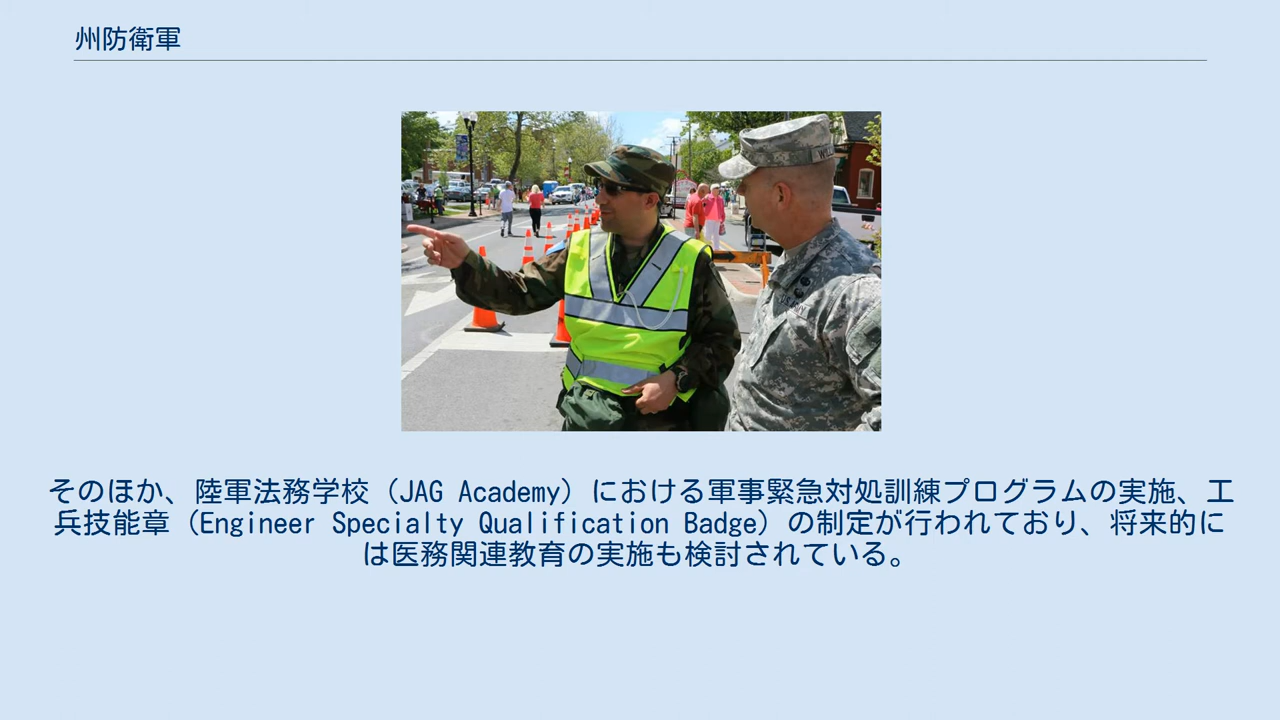 州防衛軍
そのほか、陸軍法務学校（JAG Academy）における軍事緊急対処訓練プログラムの実施、工
兵技能章（Engineer Specialty Qualification Badge）の制定が行われており、将来的に
は医務関連教育の実施も検討されている。